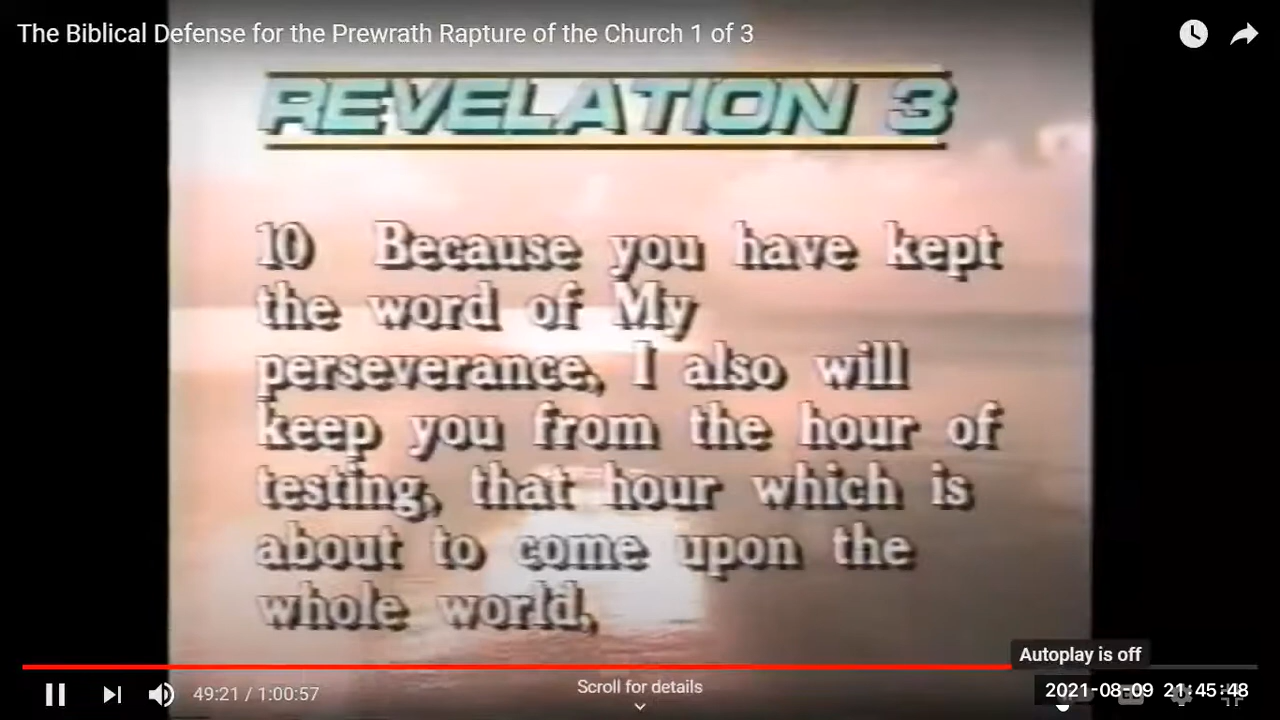 The Biblical Defense for the Prewrath Rapture of the Church 1 of 3
REVELATION 3
10 Because you have kept
the word of My
perseverance, I also will
keep you from the hour of
testing, that hour which is
about to come upon the
whole world,
Autoplay is off
49:21 / 1:00:57
Scroll for details
2021-08-09 21:45:48